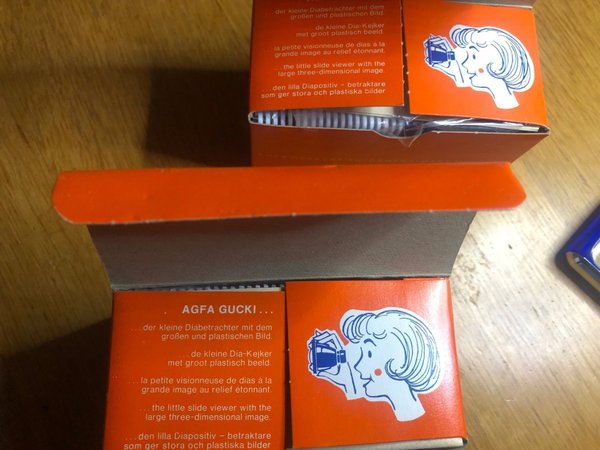 ...der kleine Diabetrachter mit dem
großen und plastischen Bild.
...de kleine Dia-Kejker
met groot plastisch beeld.
...la petite visionneuse de dias à la
grande image au relief étonnant.
...the little slide viewer with the
large three-dimensional image.
...den lilla Diapositiv – betraktare
som ger stora och plastiska bilder
AGFA GUCKI...
...der kleine Diabetrachter mit dem
großen und plastischen Bild.
...de kleine Dia-Kejker
met groot plastisch beeld.
...la petite visionneuse de dias à la
grande image au relief étonnant.
...the little slide viewer with the
large three-dimensional image.
...den lilla Diapositiv – betraktare
som ger stora och plastiska bilder